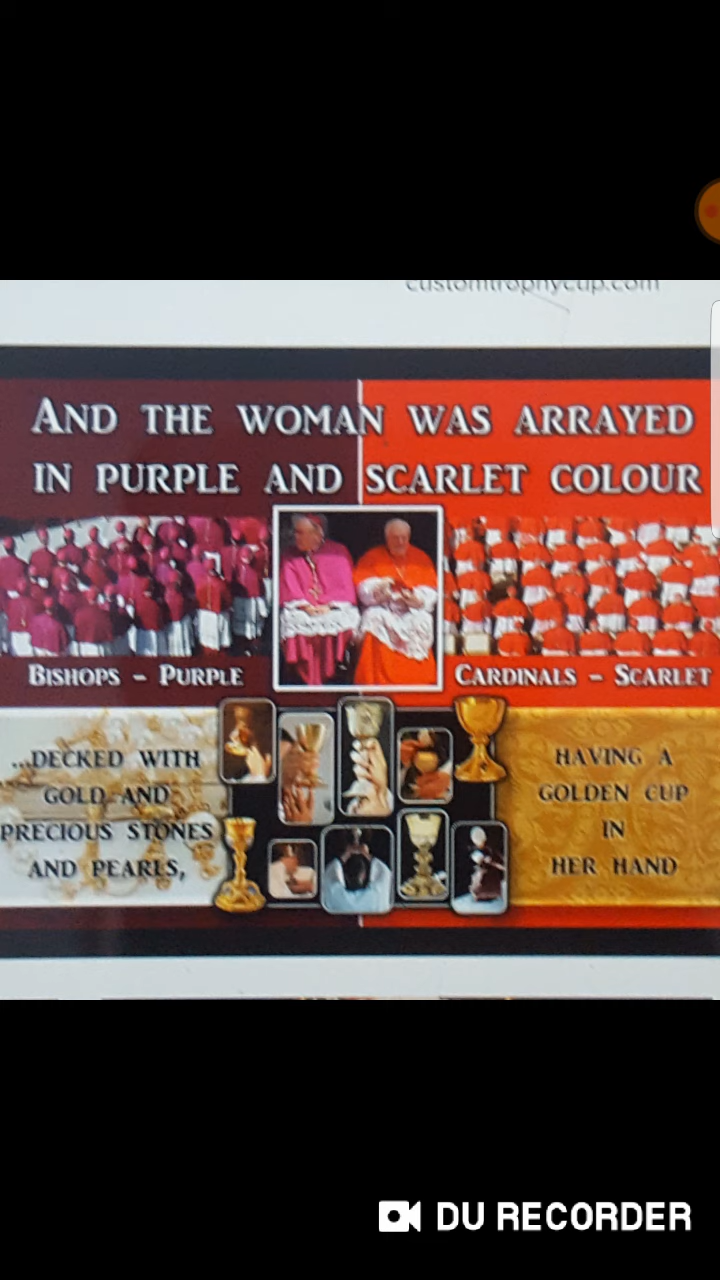 customtrophycup.com
AND THE WOMAN WAS ARRAYED
IN PURPLE AND SCARLET COLOUR
BISHOPS – PURPLE
CARDINALS – SCARLET
...DECKED WITH
GOLD AND
PRECIOUS STONES
AND PEARLS,
HAVING A
GOLDEN CUP
IN
HER HAND
DU RECORDER